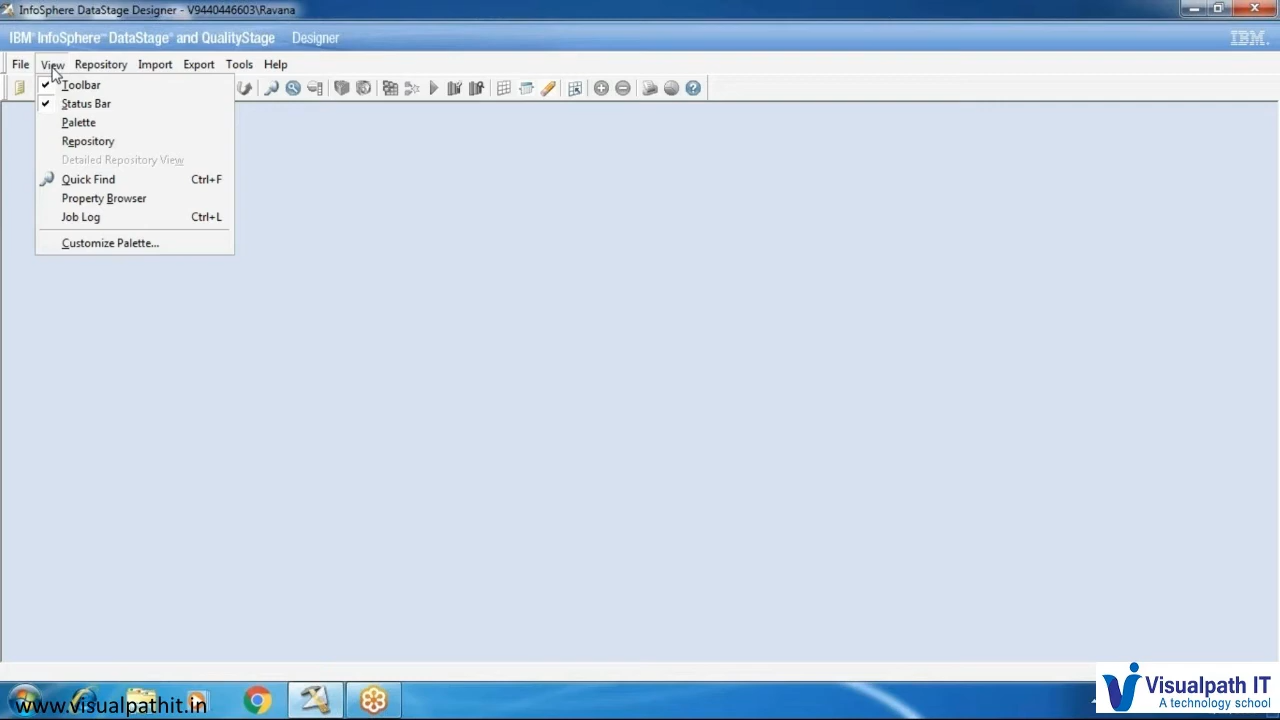 InfoSphere DataStage Designer - V9440446603\Ravana
IBM® InfoSphere™ DataStage® and QualityStage Designer
IBM.
File View Repository Import Export Tools Help
Toolbar
Status Bar
Palette
Repository
Detailed Repository View
Quick Find Ctrl+F
Property Browser
Job Log Ctrl+L
Customize Palette...
www.visualpathit.in
Visualpath IT
A technology school